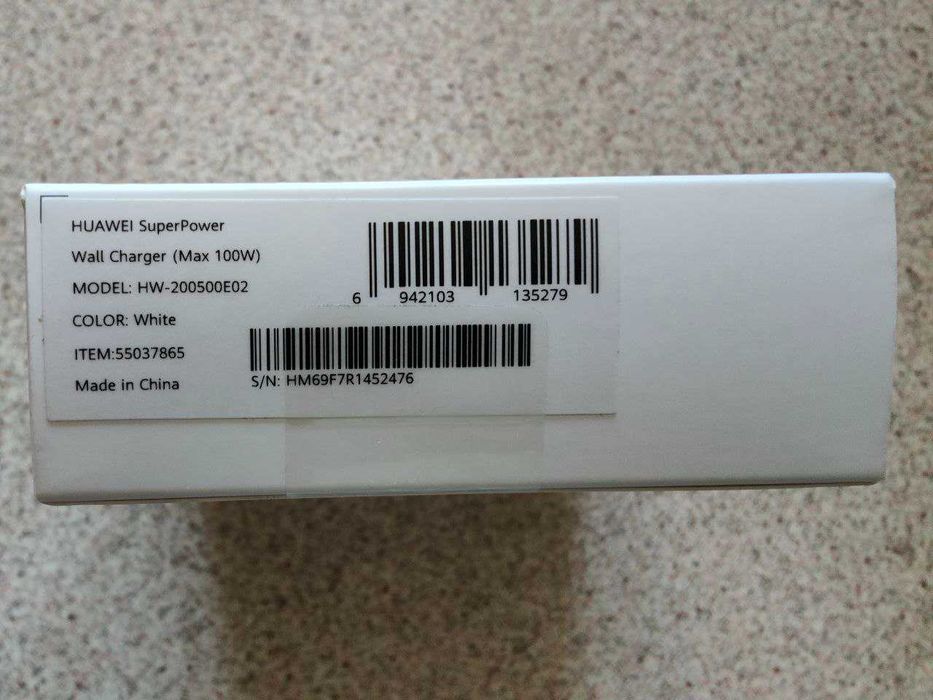 HUAWEI SuperPower
Wall Charger (Max 100W)
MODEL: HW-200500E02
COLOR: White
ITEM:55037865
Made in China
6 942103 135279
S/N: HM69F7R1452476